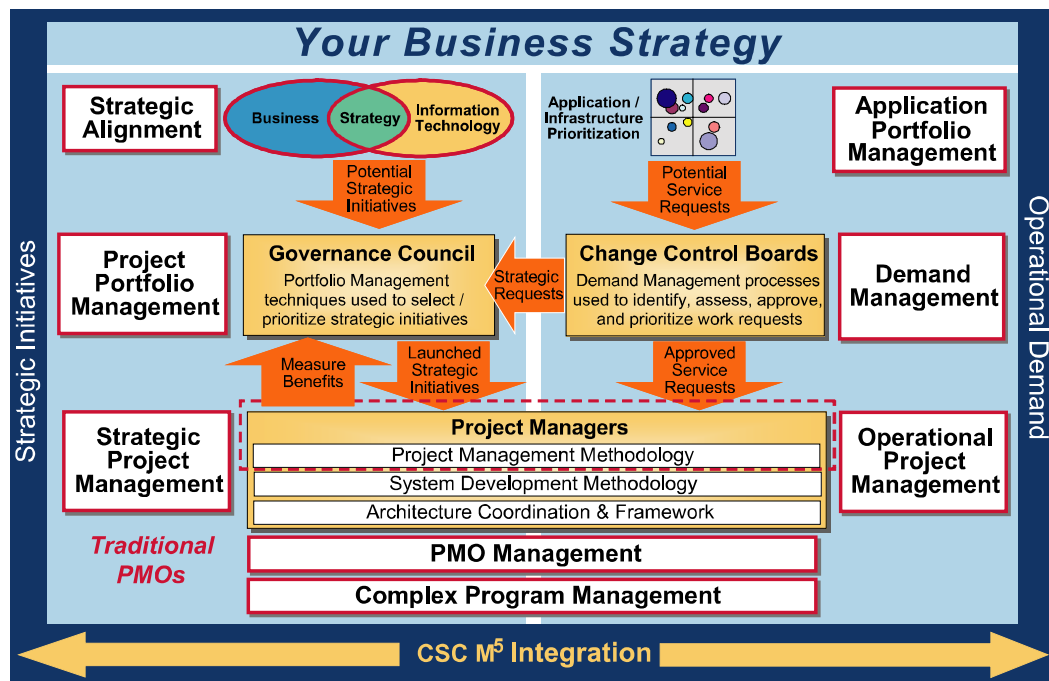 Your Business Strategy
Strategic
Alignment
Business
Strategy
Information
Technology
Application /
Infrastructure
Prioritization
Application
Portfolio
Management
Potential
Strategic
Initiatives
Potential
Service
Requests
Strategic Initiatives
Operational Demand
Project
Portfolio
Management
Governance Council
Portfolio Management
techniques used to select /
prioritize strategic initiatives
Strategic
Requests
Change Control Boards
Demand Management processes
used to identify, assess, approve,
and prioritize work requests
Demand
Management
Measure
Benefits
Launched
Strategic
Initiatives
Approved
Service
Requests
Strategic
Project
Management
Project Managers
Project Management Methodology
System Development Methodology
Architecture Coordination & Framework
Operational
Project
Management
Traditional
PMOs
PMO Management
Complex Program Management
CSC M⁵ Integration